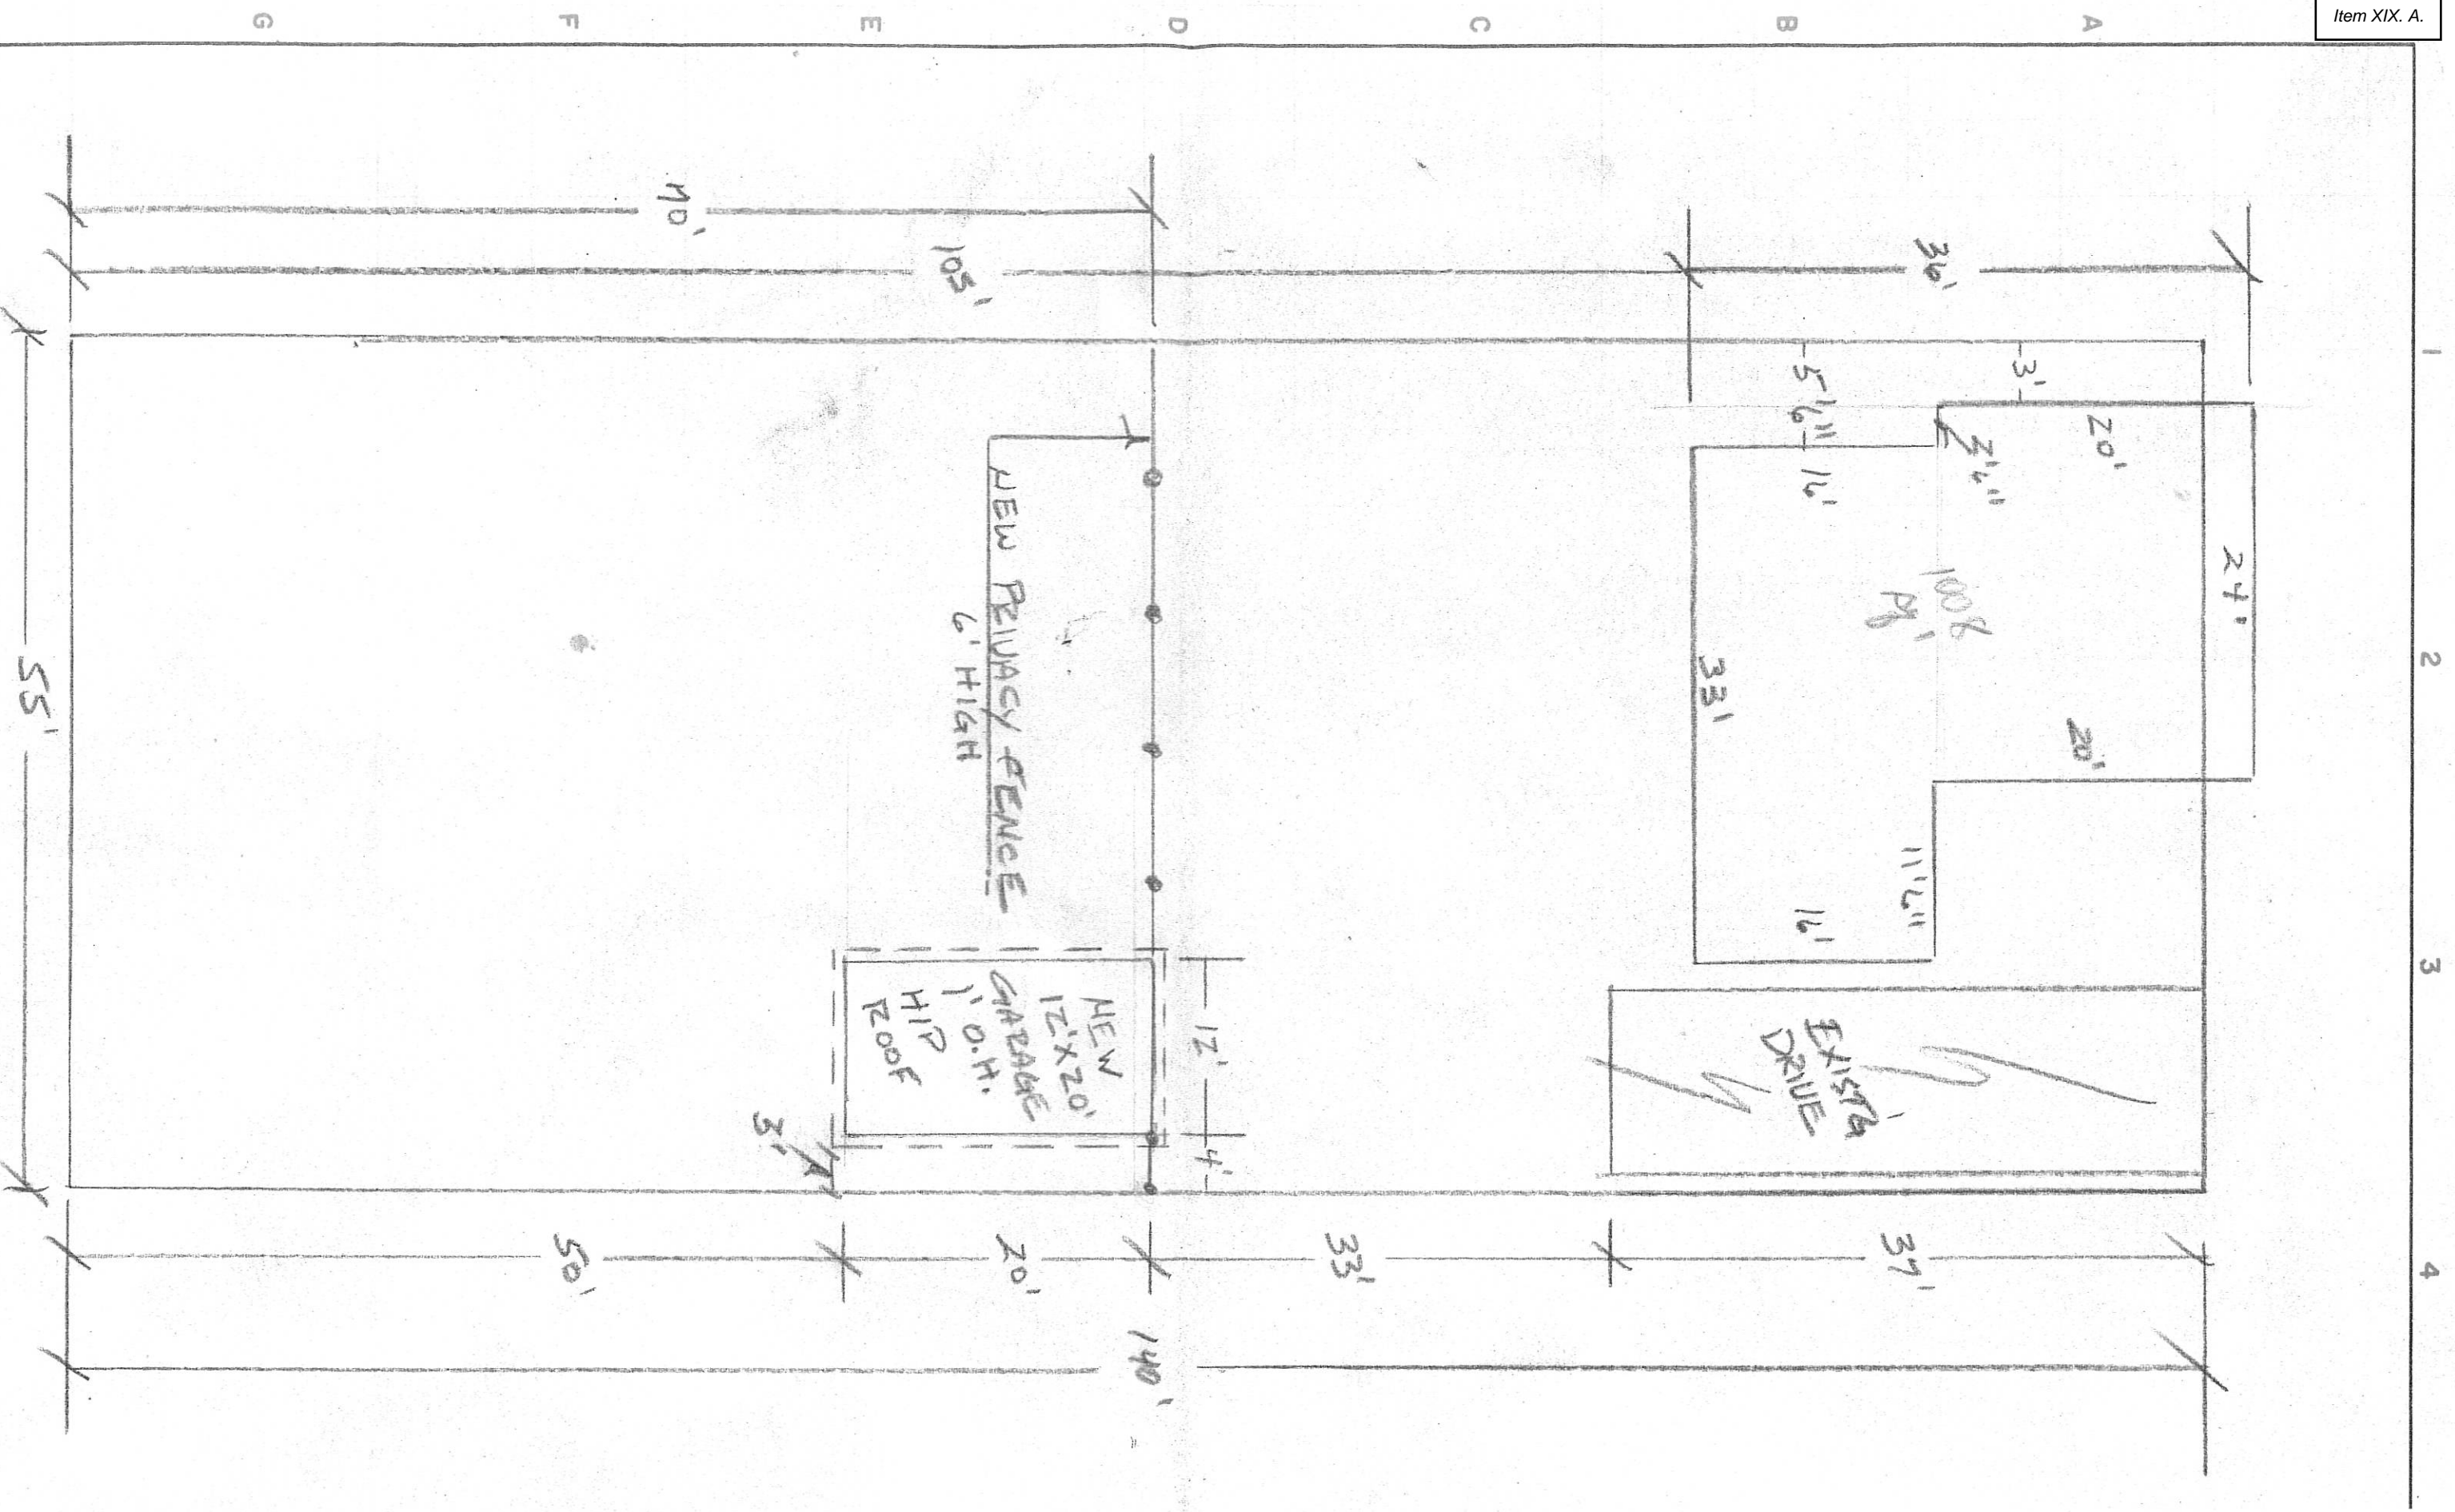 Item XIX. A.
G
F
E
D
C
B
A
1
2
3
4
70'
105'
36'
5'6"
3'
2'6"
20'
16'
24'
1008
33'
20'
11'6"
16'
NEW PRIVACY FENCE
6' HIGH
NEW
12'X20'
GARAGE
1' O.H.
HIP
ROOF
12'
4'
3'
EXIST'G
DRIVE
55'
50'
20'
33'
37'
140'